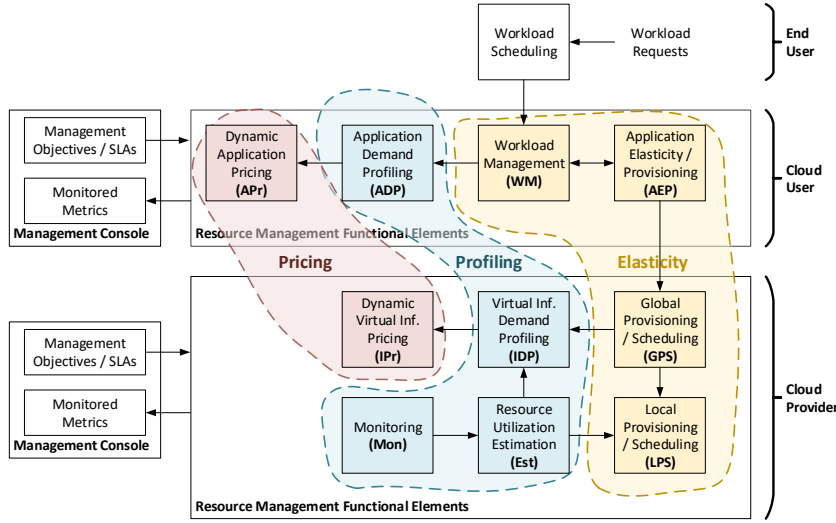 Workload
Scheduling
Workload
Requests
End
User
Management
Objectives / SLAs
Monitored
Metrics
Management Console
Dynamic
Application
Pricing
(APr)
Application
Demand
Profiling
(ADP)
Workload
Management
(WM)
Application
Elasticity /
Provisioning
(AEP)
Resource Management Functional Elements
Cloud
User
Pricing
Profiling
Elasticity
Management
Objectives / SLAs
Monitored
Metrics
Management Console
Dynamic
Virtual Inf.
Pricing
(IPr)
Virtual Inf.
Demand
Profiling
(IDP)
Global
Provisioning
/ Scheduling
(GPS)
Monitoring
(Mon)
Resource
Utilization
Estimation
(Est)
Local
Provisioning
/ Scheduling
(LPS)
Resource Management Functional Elements
Cloud
Provider